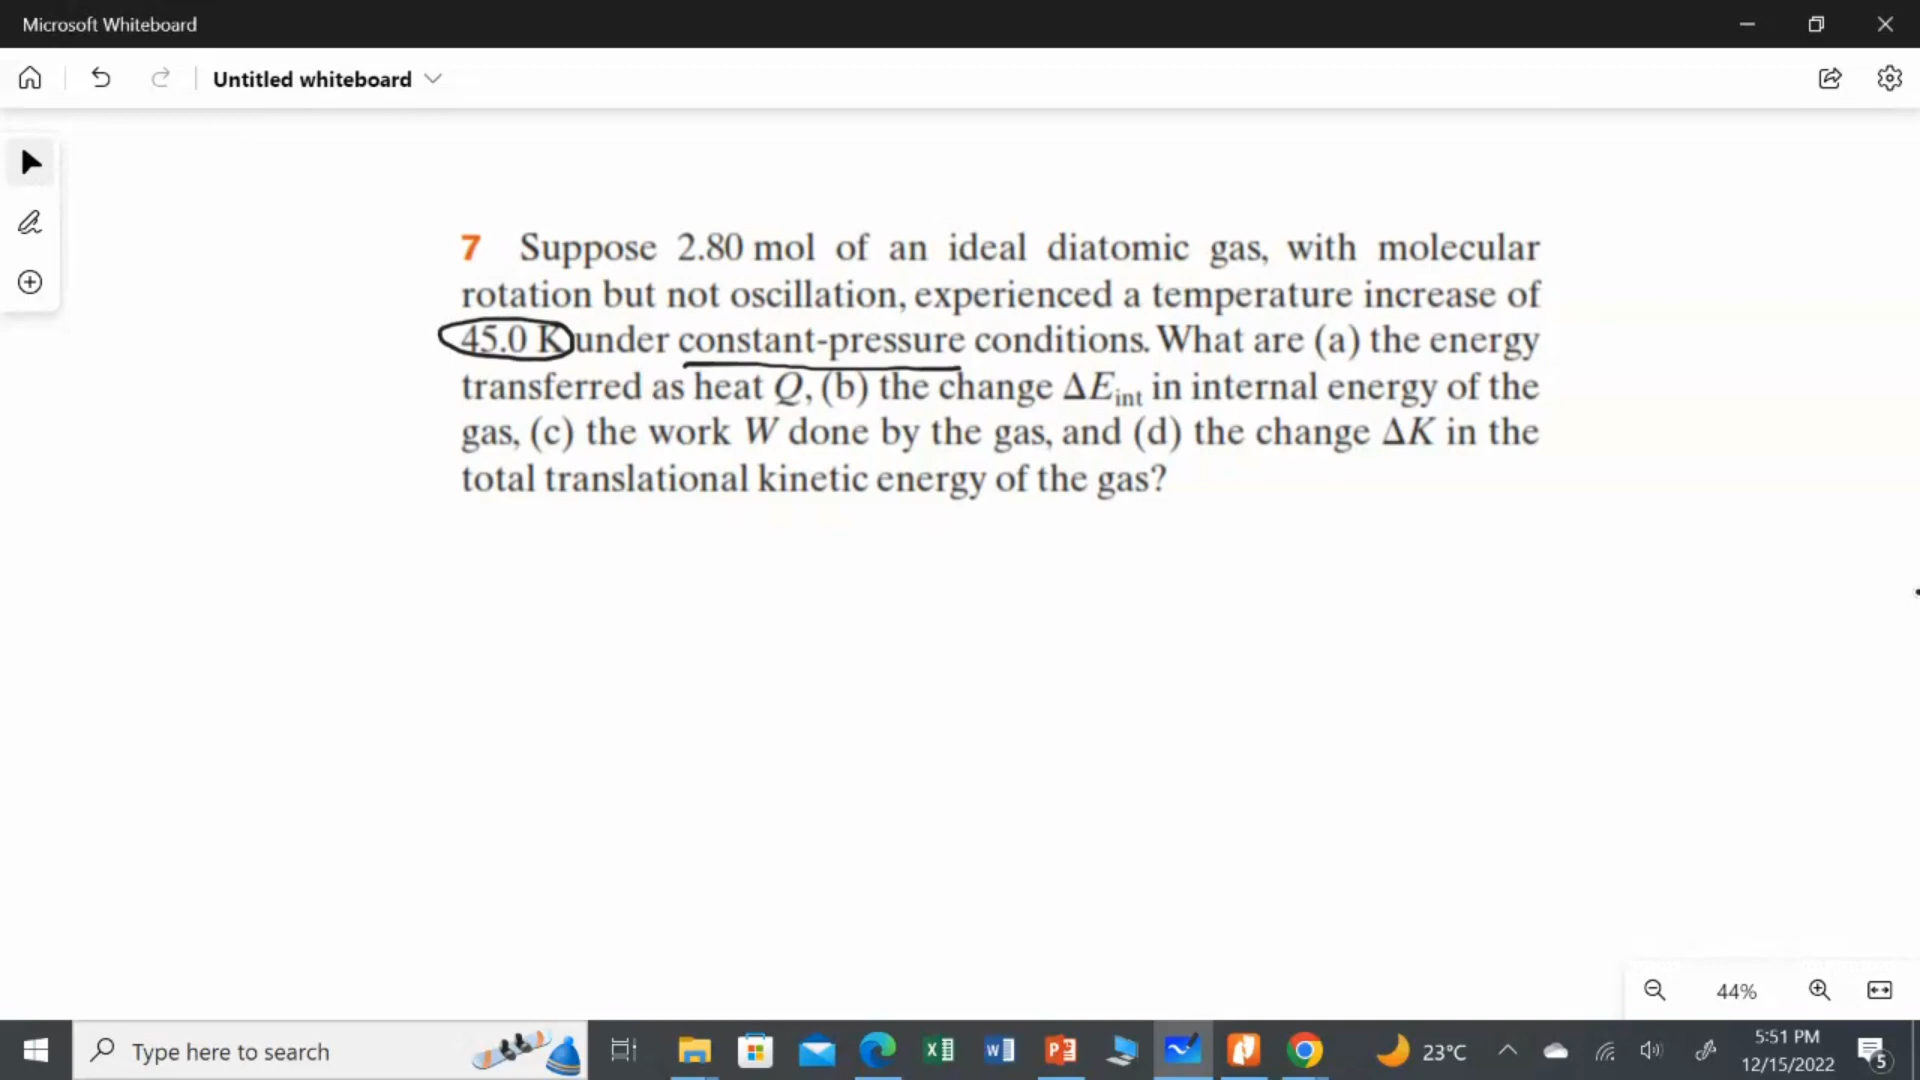 Microsoft Whiteboard
Untitled whiteboard
7 Suppose 2.80 mol of an ideal diatomic gas, with molecular
rotation but not oscillation, experienced a temperature increase of
45.0 K under constant-pressure conditions. What are (a) the energy
transferred as heat Q, (b) the change ΔEint in internal energy of the
gas, (c) the work W done by the gas, and (d) the change ΔK in the
total translational kinetic energy of the gas?
44%
Type here to search
23°C
5:51 PM
12/15/2022
5